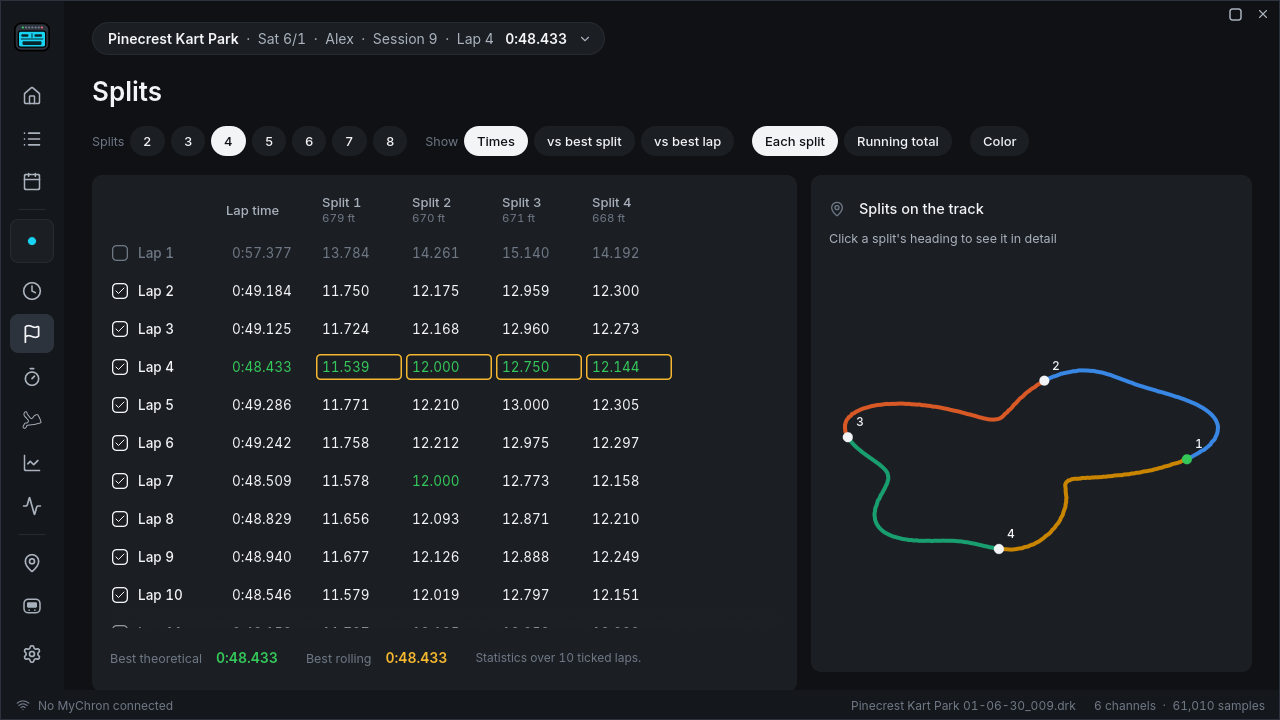 Pinecrest Kart Park · Sat 6/1 · Alex · Session 9 · Lap 4 0:48.433
Splits
Splits 2 3 4 5 6 7 8 Show Times vs best split vs best lap Each split Running total Color
Lap time Split 1 Split 2 Split 3 Split 4
679 ft 670 ft 671 ft 668 ft
Lap 1 0:57.377 13.784 14.261 15.140 14.192
Lap 2 0:49.184 11.750 12.175 12.959 12.300
Lap 3 0:49.125 11.724 12.168 12.960 12.273
Lap 4 0:48.433 11.539 12.000 12.750 12.144
Lap 5 0:49.286 11.771 12.210 13.000 12.305
Lap 6 0:49.242 11.758 12.212 12.975 12.297
Lap 7 0:48.509 11.578 12.000 12.773 12.158
Lap 8 0:48.829 11.656 12.093 12.871 12.210
Lap 9 0:48.940 11.677 12.126 12.888 12.249
Lap 10 0:48.546 11.579 12.019 12.797 12.151
Best theoretical 0:48.433 Best rolling 0:48.433 Statistics over 10 ticked laps.
Splits on the track
Click a split's heading to see it in detail
2
3
1
4
No MyChron connected
Pinecrest Kart Park 01-06-30_009.drk 6 channels · 61,010 samples